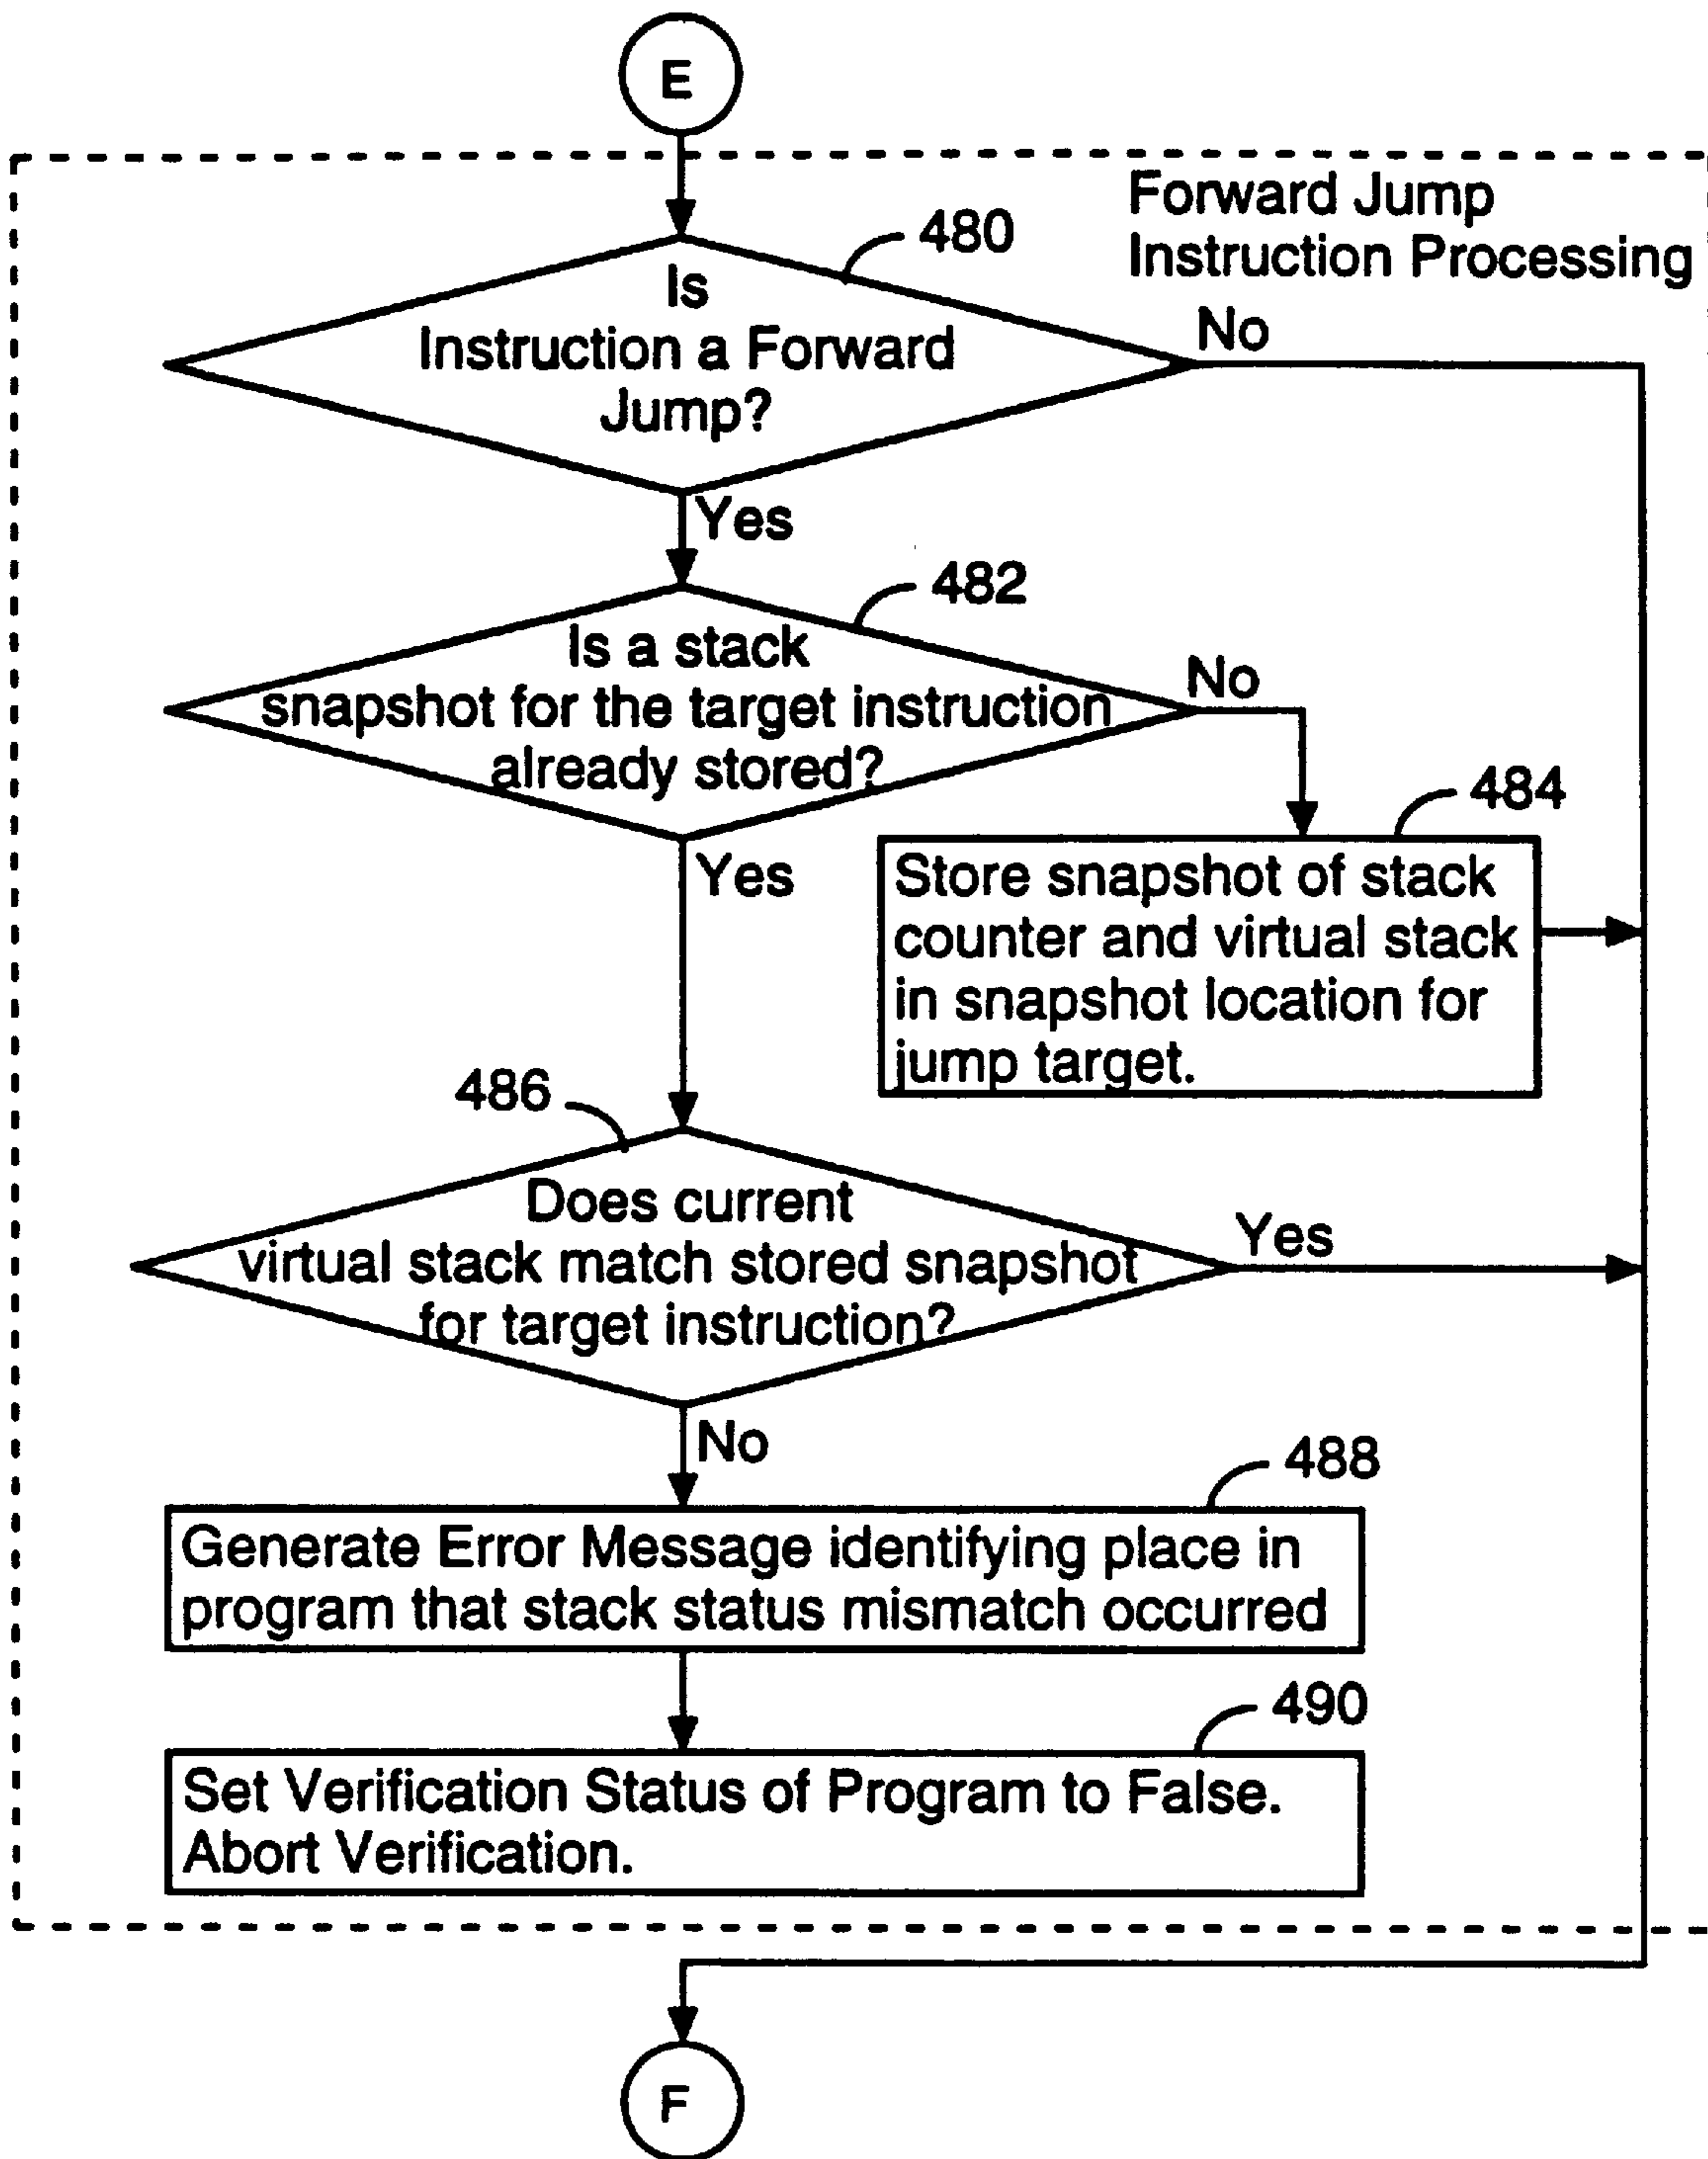 E
Forward Jump
Instruction Processing
480
Is
Instruction a Forward
Jump?
No
Yes
482
Is a stack
snapshot for the target instruction
already stored?
No
Yes
484
Store snapshot of stack
counter and virtual stack
in snapshot location for
jump target.
486
Does current
virtual stack match stored snapshot
for target instruction?
Yes
No
488
Generate Error Message identifying place in
program that stack status mismatch occurred
490
Set Verification Status of Program to False.
Abort Verification.
F